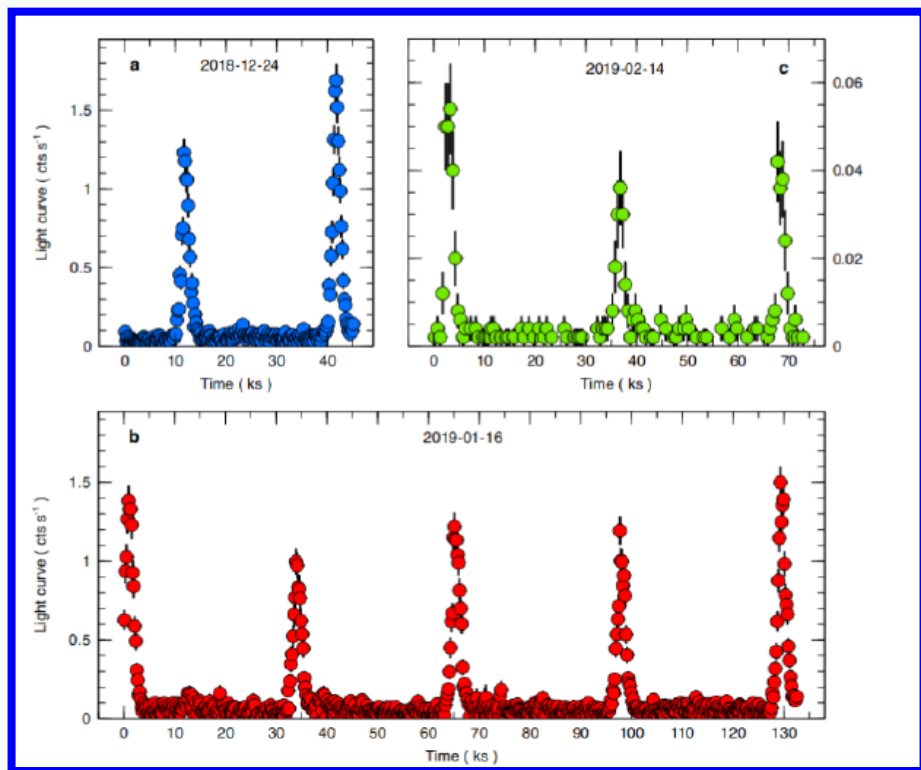 a
2018-12-24
Light curve ( cts s⁻¹ )
1.5
1
0.5
0
0 10 20 30 40
Time ( ks )
2019-02-14
c
0.06
0.04
0.02
0
0 10 20 30 40 50 60 70
Time ( ks )
b
2019-01-16
Light curve ( cts s⁻¹ )
1.5
1
0.5
0
0 10 20 30 40 50 60 70 80 90 100 110 120 130
Time ( ks )